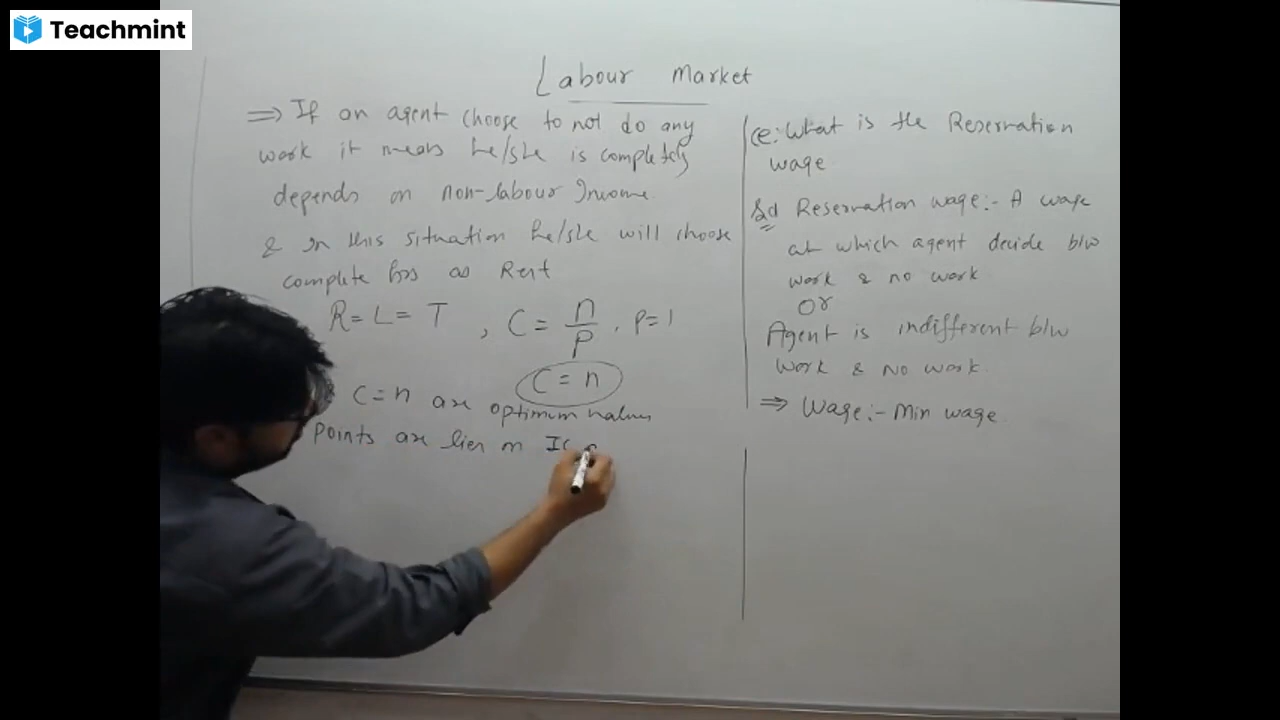 Teachmint
Labour Market
⇒ If an agent choose to not do any
work it means he/she is completely
depends on non-labour Income
& in this situation he/she will choose
complete hrs as Rest
R = L = T , C = n/P , P=1
C = n
C = n are optimum values
points are lies on IC
Q: What is the Reservation
wage
Sol Reservation wage:- A wage
at which agent decide b/w
work & no work
Or
Agent is indifferent b/w
work & No work.
⇒ Wage:- Min wage